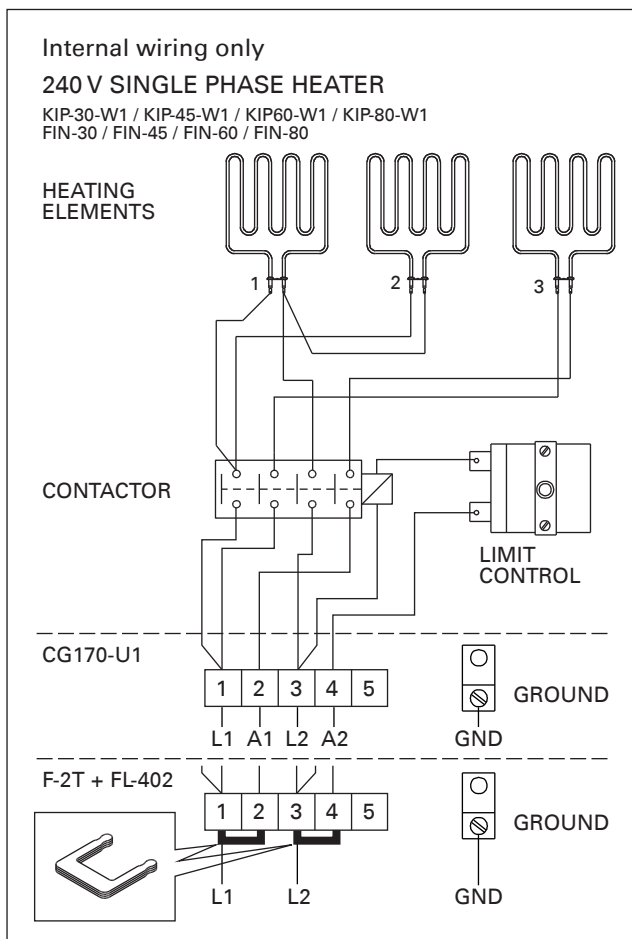 Internal wiring only
240 V SINGLE PHASE HEATER
KIP-30-W1 / KIP-45-W1 / KIP60-W1 / KIP-80-W1
FIN-30 / FIN-45 / FIN-60 / FIN-80
HEATING
ELEMENTS
1
2
3
CONTACTOR
LIMIT
CONTROL
CG170-U1
1 2 3 4 5
GROUND
L1 A1 L2 A2
GND
F-2T + FL-402
1 2 3 4 5
GROUND
L1 L2
GND